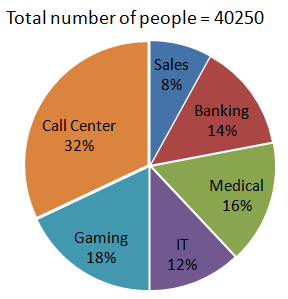 Total number of people = 40250
Sales
8%
Banking
14%
Medical
16%
IT
12%
Gaming
18%
Call Center
32%